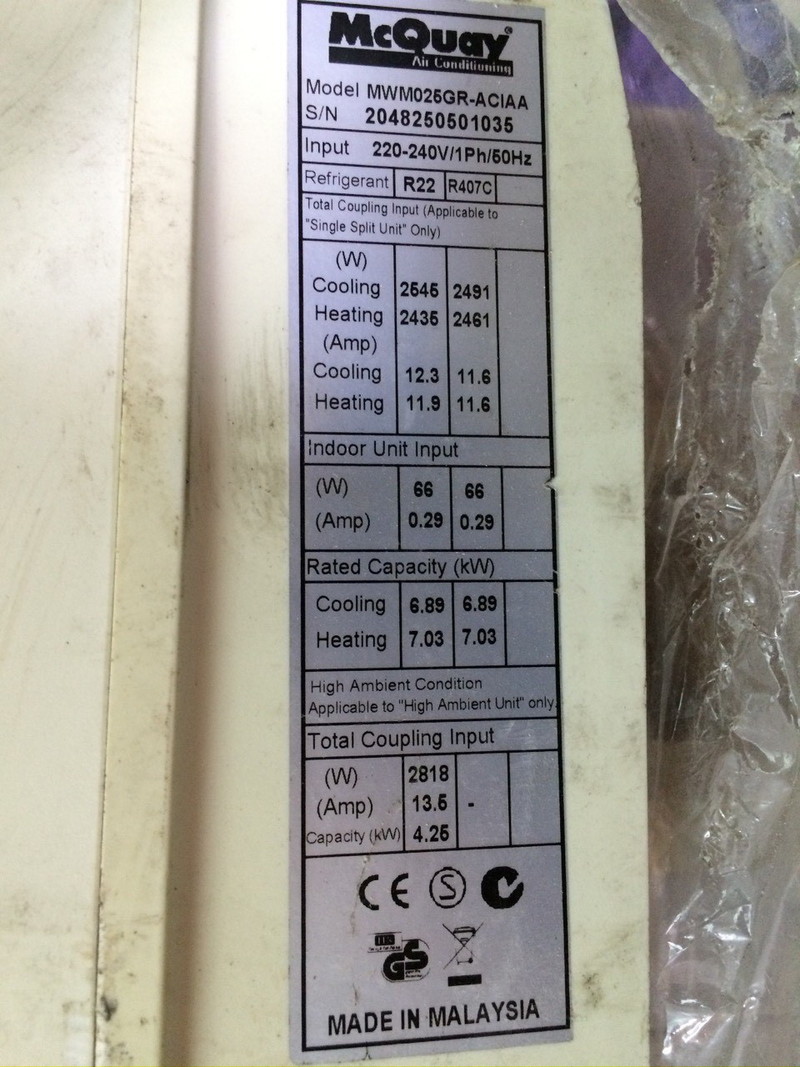 McQuay®
Air Conditioning
Model MWM025GR-ACIAA
S/N 2048250501035
Input 220-240V/1Ph/50Hz
Refrigerant R22 R407C
Total Coupling Input (Applicable to
"Single Split Unit" Only)
(W)
Cooling 2545 2491
Heating 2435 2461
(Amp)
Cooling 12.3 11.6
Heating 11.9 11.6
Indoor Unit Input
(W) 66 66
(Amp) 0.29 0.29
Rated Capacity (kW)
Cooling 6.89 6.89
Heating 7.03 7.03
High Ambient Condition
Applicable to "High Ambient Unit" only.
Total Coupling Input
(W) 2818
(Amp) 13.5 -
Capacity (kW) 4.25
CE S
GS
MADE IN MALAYSIA